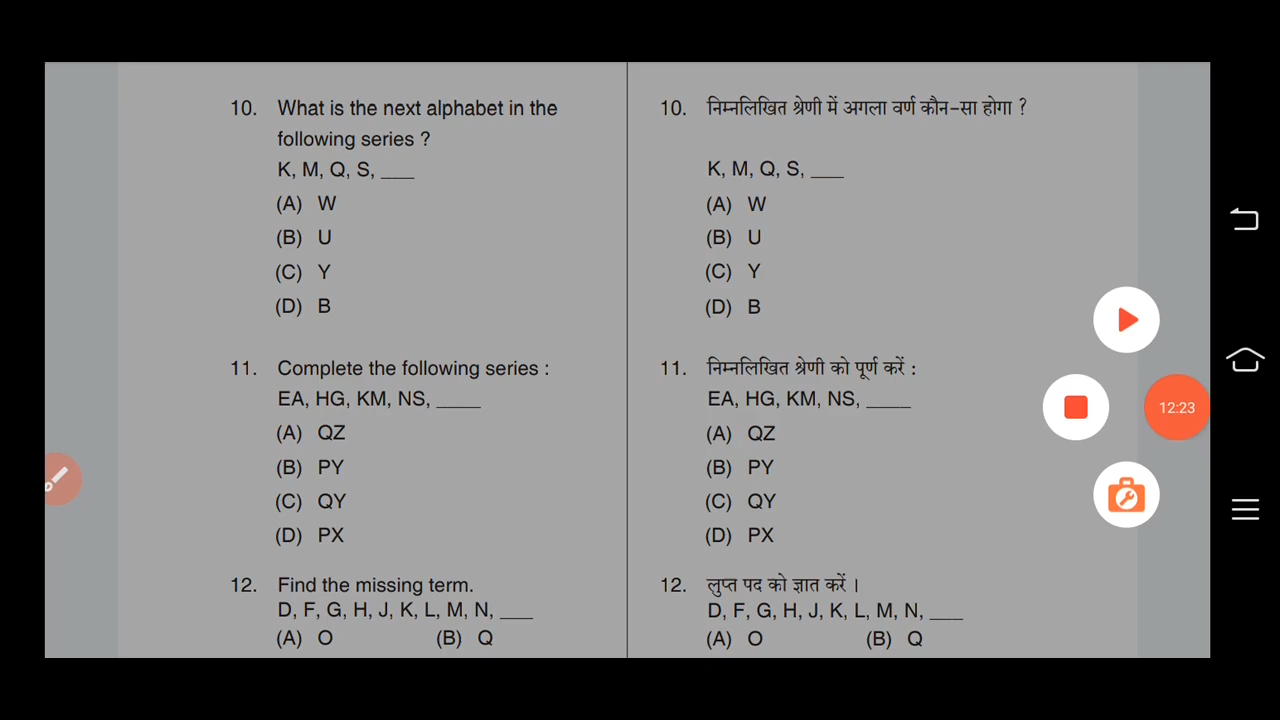 10. What is the next alphabet in the
following series ?
K, M, Q, S, ___
(A) W
(B) U
(C) Y
(D) B
11. Complete the following series :
EA, HG, KM, NS, ____
(A) QZ
(B) PY
(C) QY
(D) PX
12. Find the missing term.
D, F, G, H, J, K, L, M, N, ___
(A) O (B) Q
10. निम्नलिखित श्रेणी में अगला वर्ण कौन-सा होगा ?
K, M, Q, S, ___
(A) W
(B) U
(C) Y
(D) B
11. निम्नलिखित श्रेणी को पूर्ण करें :
EA, HG, KM, NS, ____
(A) QZ
(B) PY
(C) QY
(D) PX
12. लुप्त पद को ज्ञात करें ।
D, F, G, H, J, K, L, M, N, ___
(A) O (B) Q
12:23